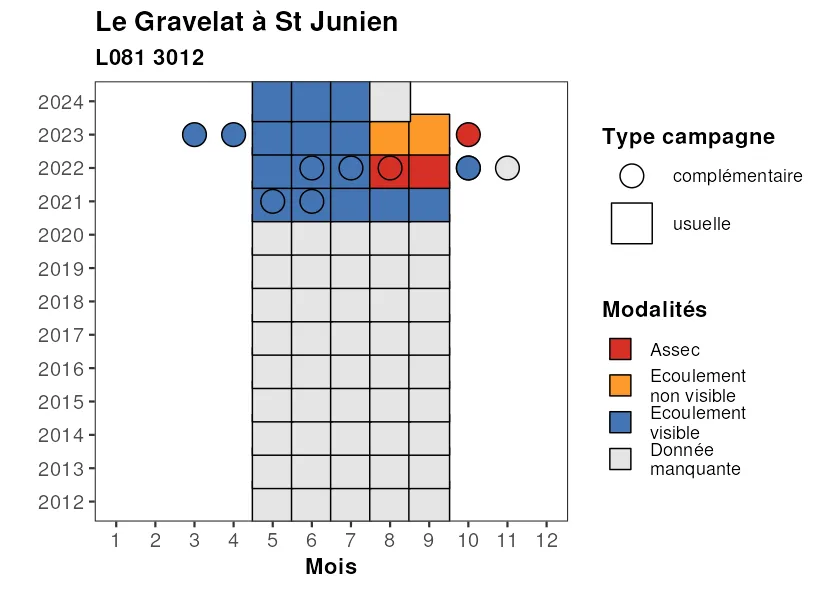 Le Gravelat à St Junien
L081 3012
2024
2023
2022
2021
2020
2019
2018
2017
2016
2015
2014
2013
2012
1 2 3 4 5 6 7 8 9 10 11 12
Mois
Type campagne
complémentaire
usuelle
Modalités
Assec
Ecoulement
non visible
Ecoulement
visible
Donnée
manquante